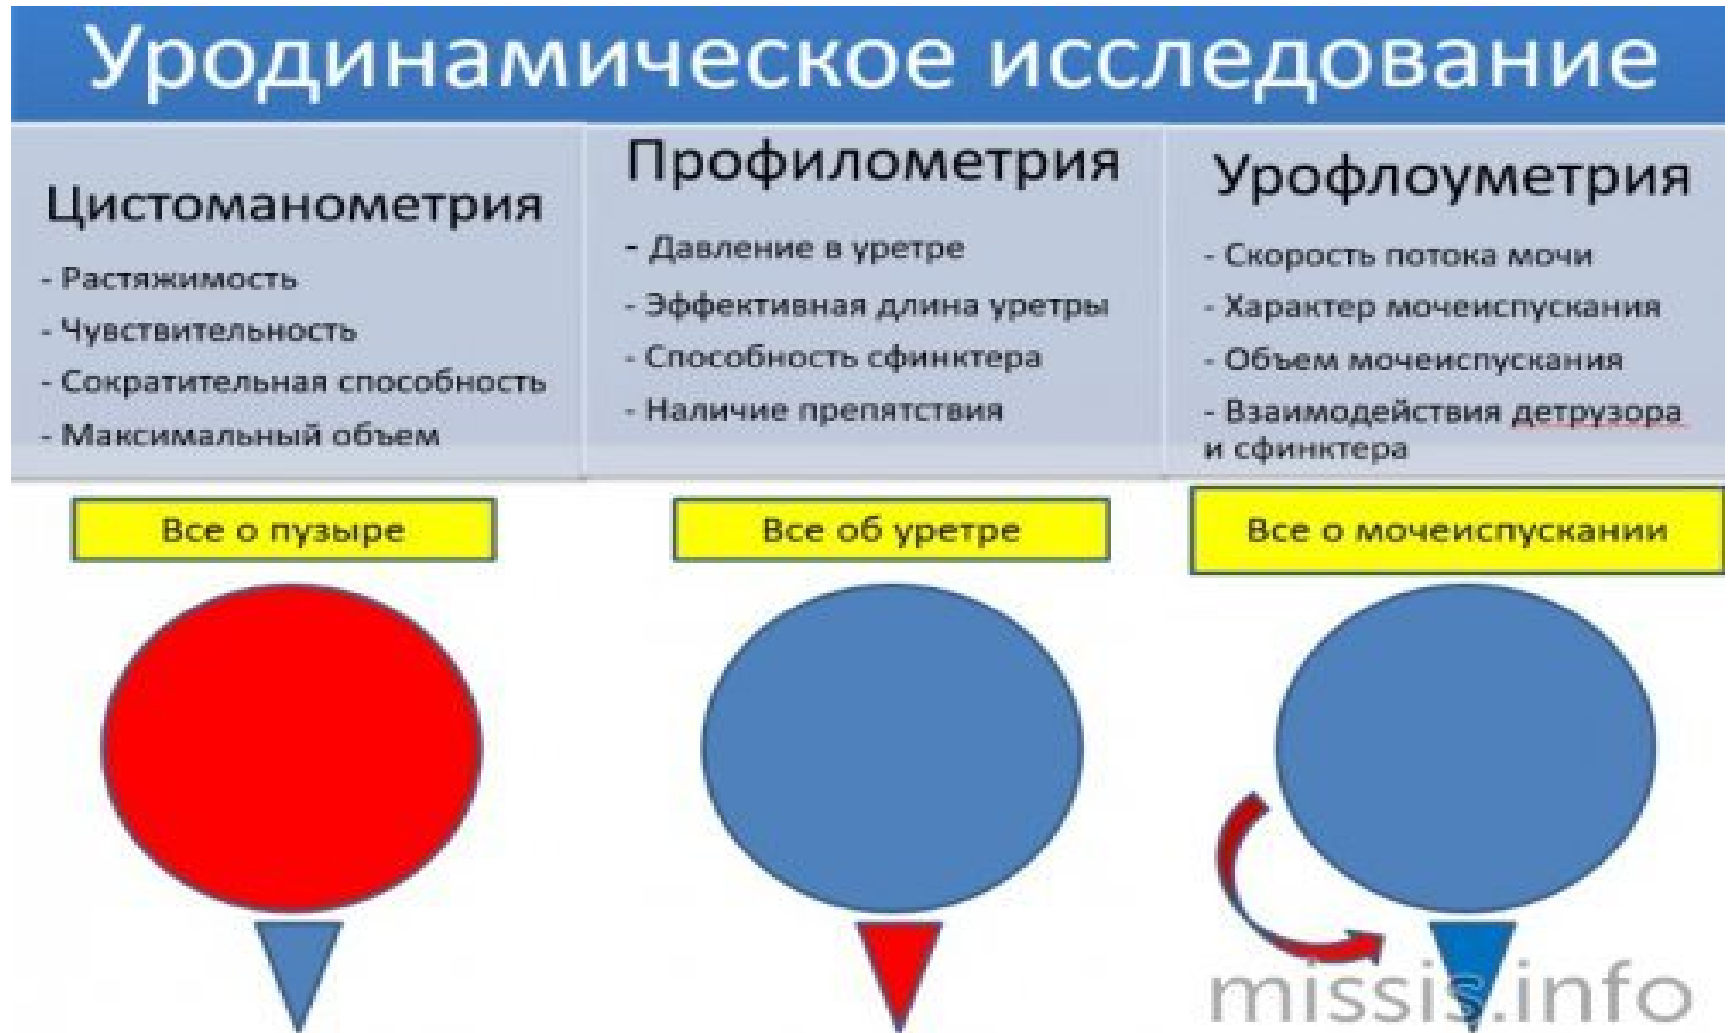 Уродинамическое исследование
Цистоманометрия
- Растяжимость
- Чувствительность
- Сократительная способность
- Максимальный объем
Профилометрия
- Давление в уретре
- Эффективная длина уретры
- Способность сфинктера
- Наличие препятствия
Урофлоуметрия
- Скорость потока мочи
- Характер мочеиспускания
- Объем мочеиспускания
- Взаимодействия детрузора
и сфинктера
Все о пузыре
Все об уретре
Все о мочеиспускании
missis.info